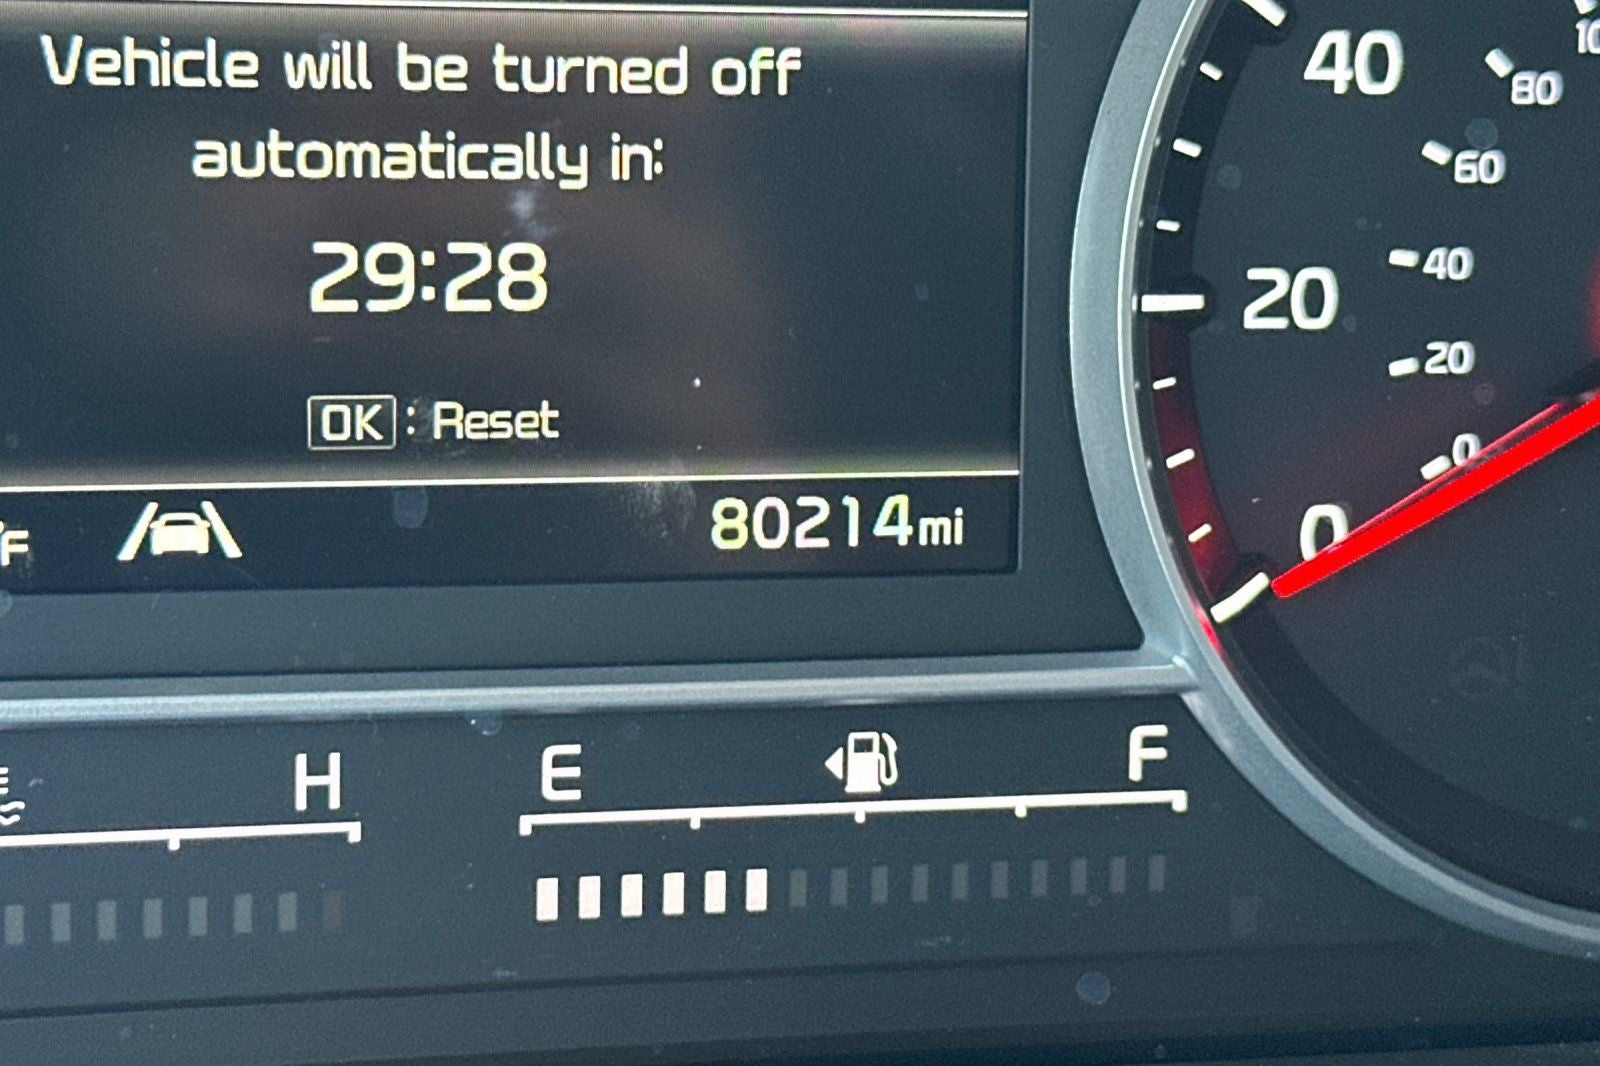 Vehicle will be turned off
automatically in:
29:28
OK : Reset
°F
80214mi
40
20
0
80
60
40
20
0
H
E
F